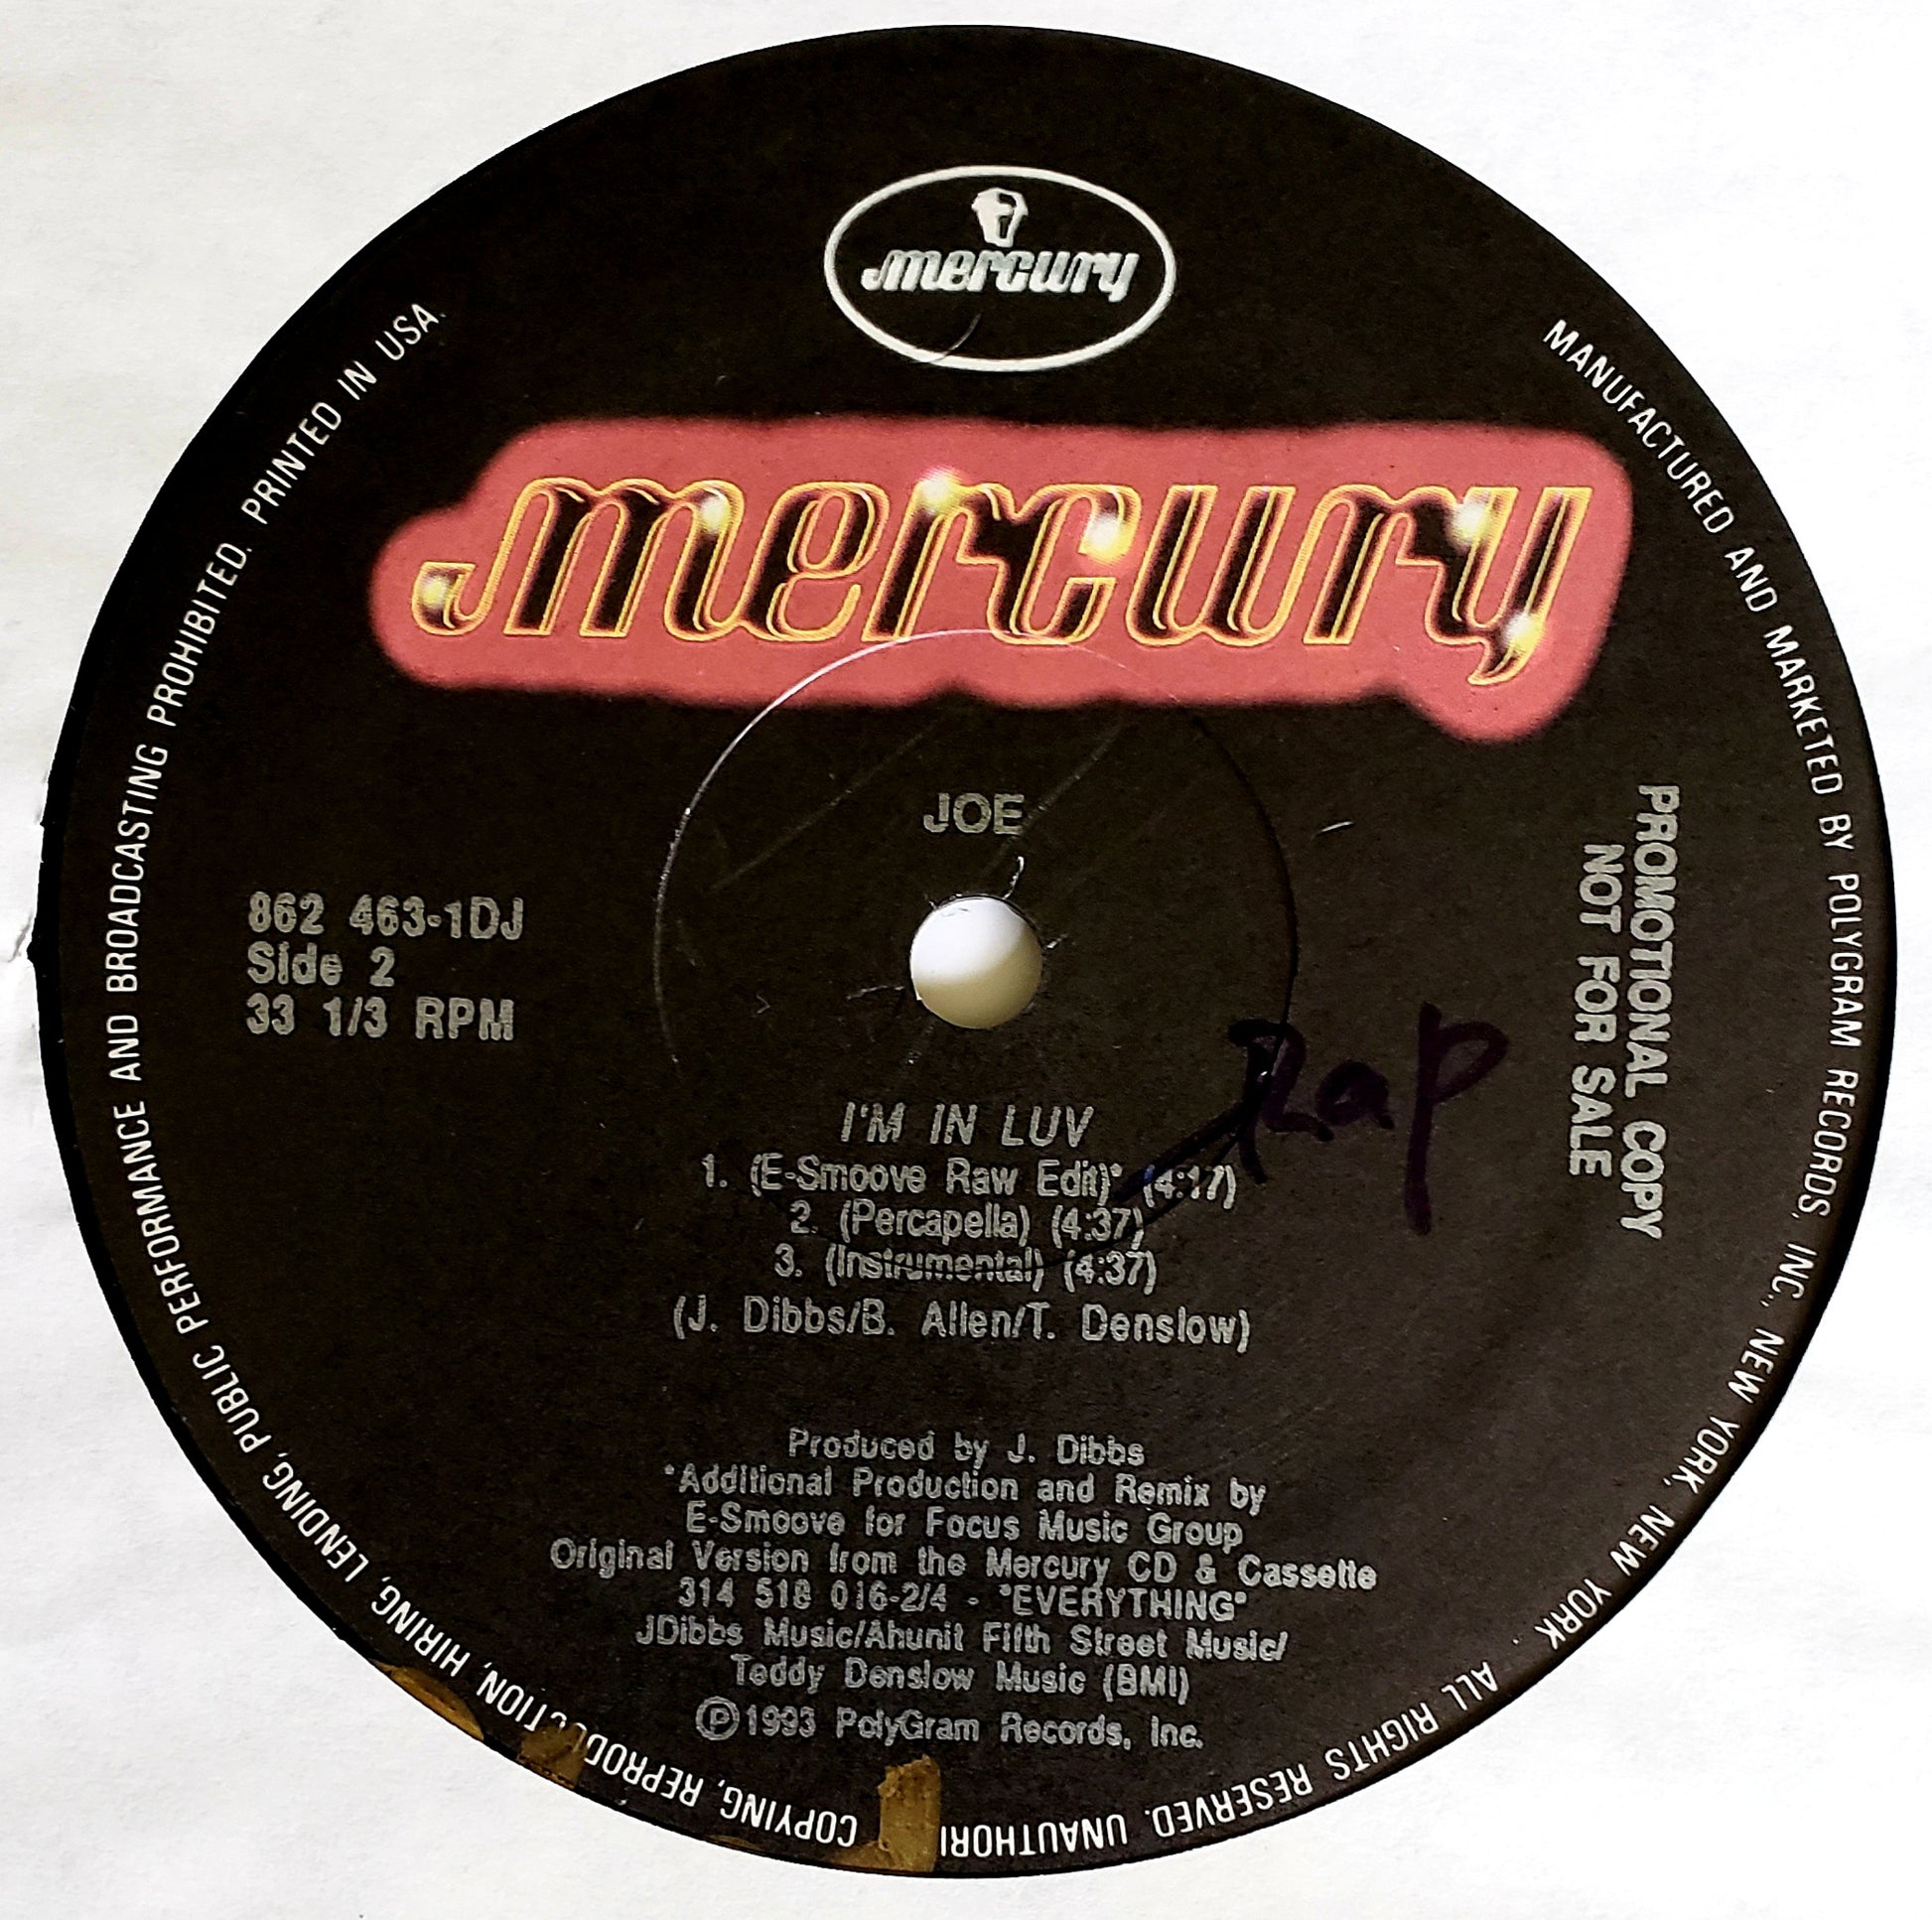 mercury
mercury
JOE
862 463-1DJ
Side 2
33 1/3 RPM
PROMOTIONAL COPY
NOT FOR SALE
Rap
I'M IN LUV
1. (E-Smoove Raw Edit)* (4:17)
2. (Percapella) (4:37)
3. (Instrumental) (4:37)
(J. Dibbs/B. Allen/T. Denslow)
Produced by J. Dibbs
*Additional Production and Remix by
E-Smoove for Focus Music Group
Original Version from the Mercury CD & Cassette
314 518 016-2/4 - "EVERYTHING"
JDibbs Music/Ahunit Fifth Street Music/
Teddy Denslow Music (BMI)
℗1993 PolyGram Records, Inc.
MANUFACTURED AND MARKETED BY POLYGRAM RECORDS, INC., NEW YORK, NEW YORK. ALL RIGHTS RESERVED. UNAUTHORI COPYING, REPRODUCTION, HIRING, LENDING, PUBLIC PERFORMANCE AND BROADCASTING PROHIBITED. PRINTED IN USA.